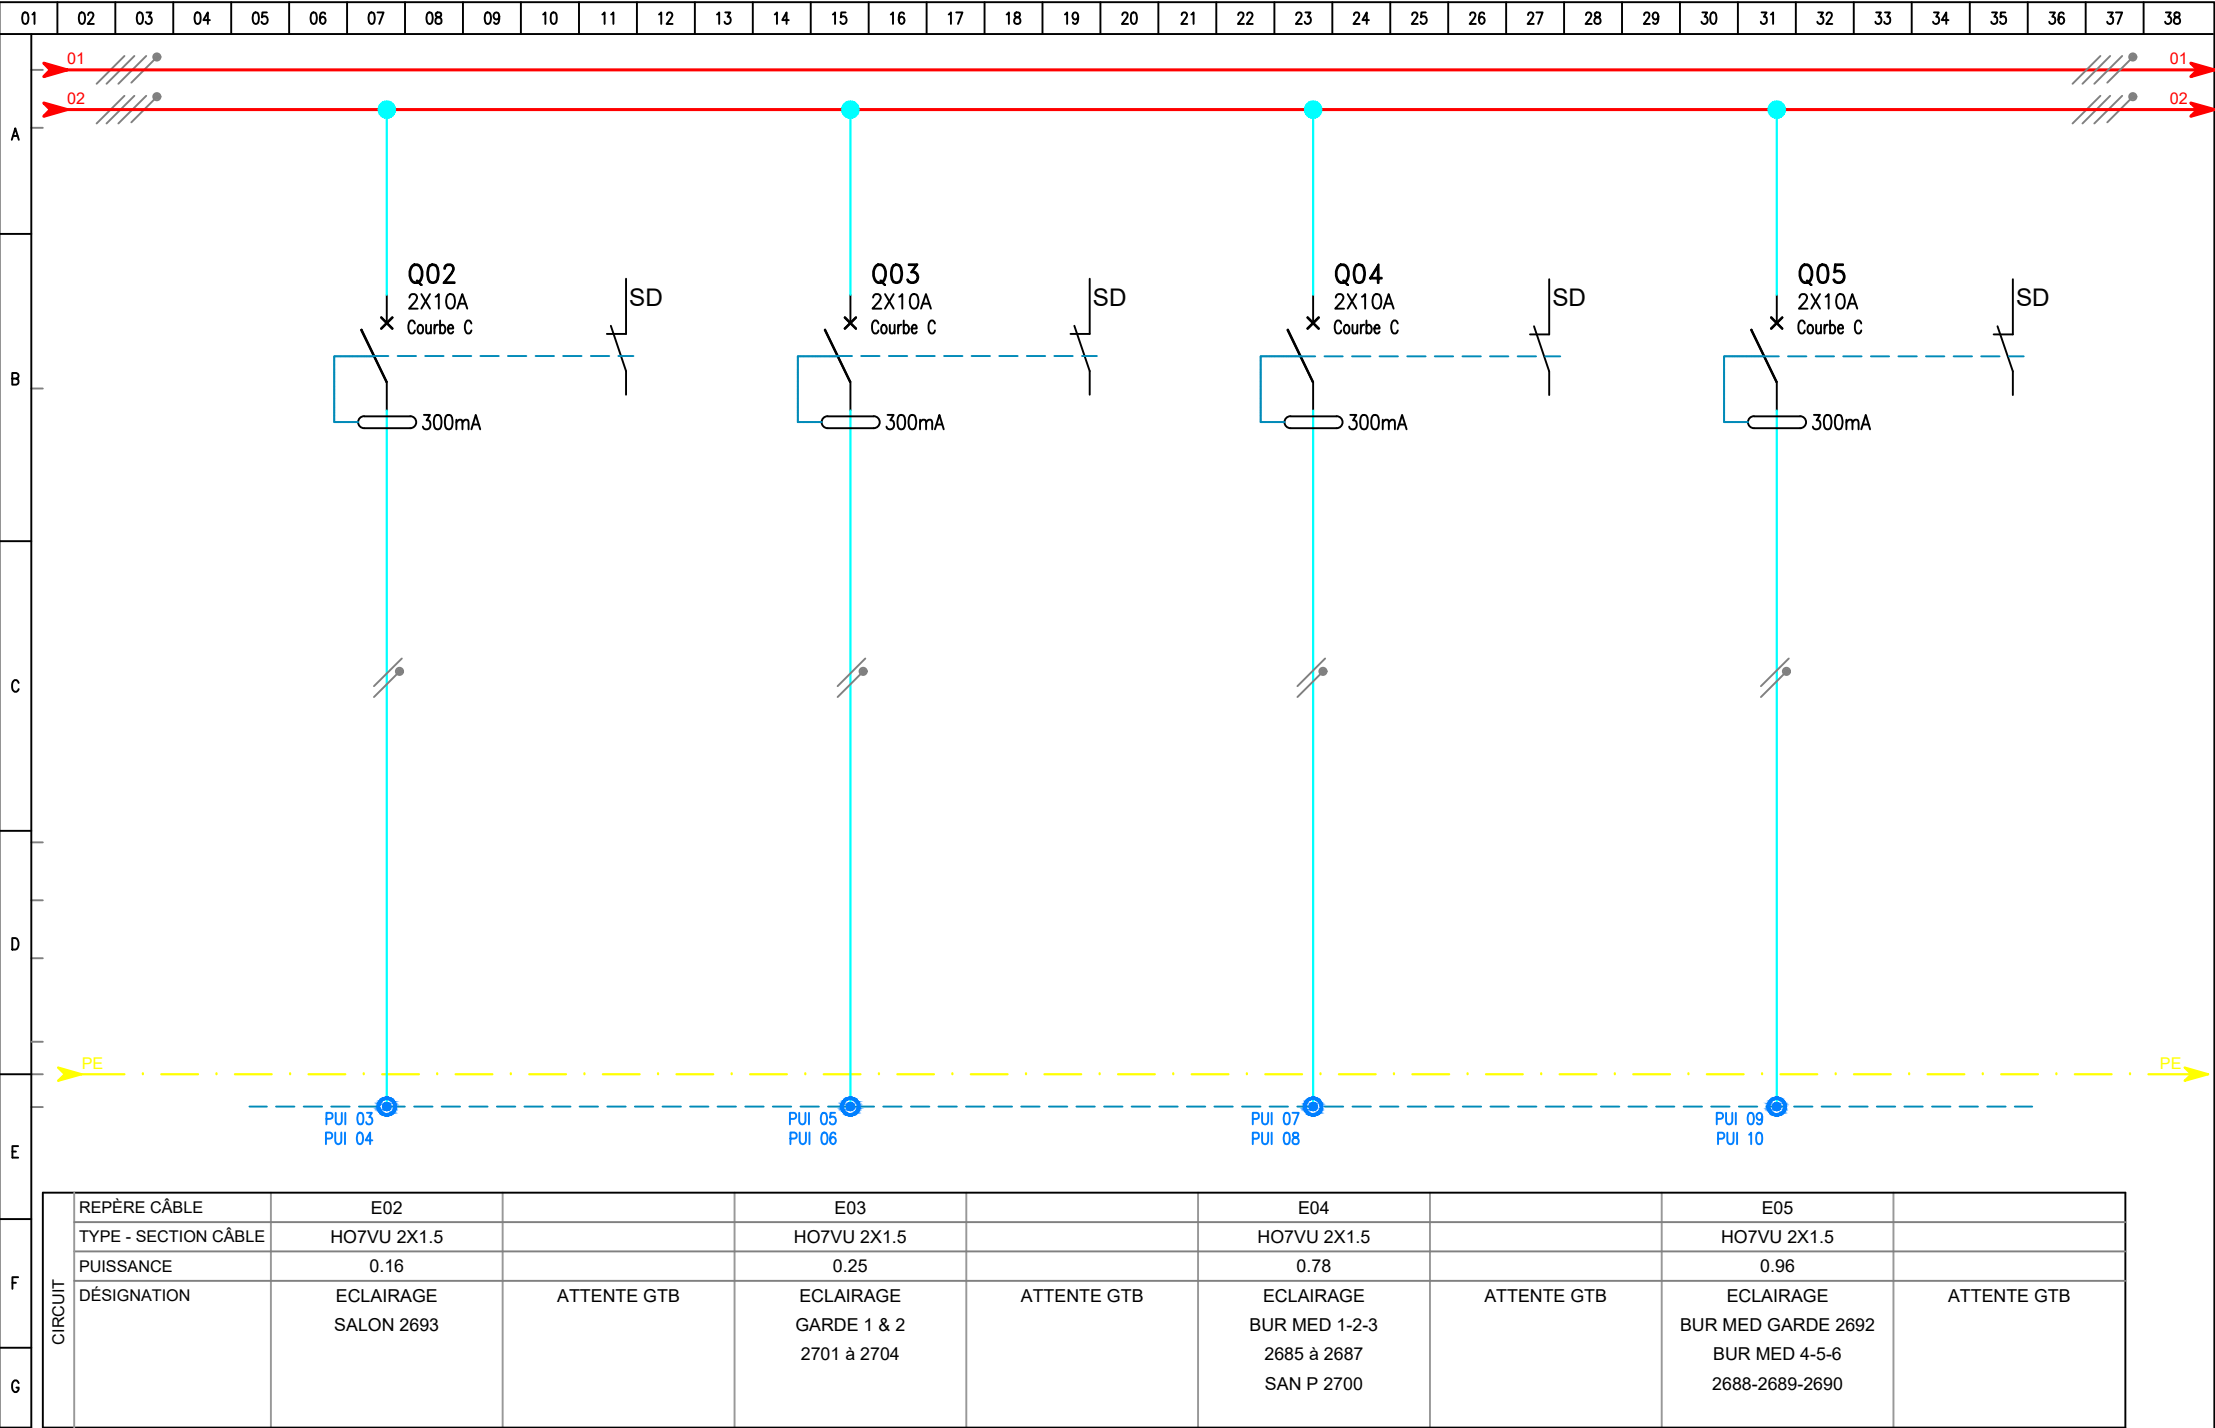 01 02 03 04 05 06 07 08 09 10 11 12 13 14 15 16 17 18 19 20 21 22 23 24 25 26 27 28 29 30 31 32 33 34 35 36 37 38
01 01
02 02
A
Q02 Q03 Q04 Q05
SD SD SD SD
2X10A 2X10A 2X10A 2X10A
Courbe C Courbe C Courbe C Courbe C
B
300mA 300mA 300mA 300mA
C
D
PE PE
PUI 03 PUI 05 PUI 07 PUI 09
PUI 04 PUI 06 PUI 08 PUI 10
E
F
G
CIRCUIT
REPÈRE CÂBLE E02 E03 E04 E05
TYPE - SECTION CÂBLE HO7VU 2X1.5 HO7VU 2X1.5 HO7VU 2X1.5 HO7VU 2X1.5
PUISSANCE 0.16 0.25 0.78 0.96
DÉSIGNATION ECLAIRAGE ATTENTE GTB ECLAIRAGE ATTENTE GTB ECLAIRAGE ATTENTE GTB ECLAIRAGE ATTENTE GTB
SALON 2693 GARDE 1 & 2 BUR MED 1-2-3 BUR MED GARDE 2692
2701 à 2704 2685 à 2687 BUR MED 4-5-6
SAN P 2700 2688-2689-2690